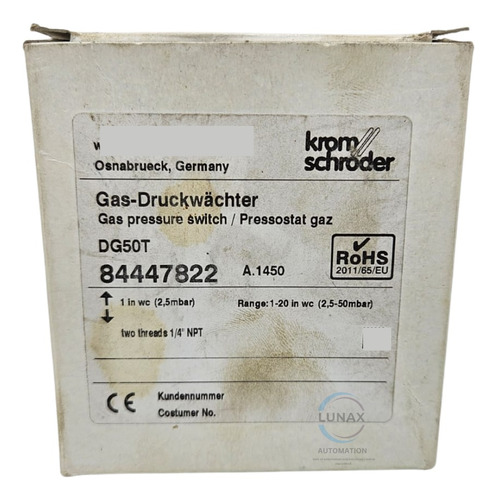 krom//
schröder
w
Osnabrueck, Germany
Gas-Druckwächter
Gas pressure switch / Pressostat gaz
DG50T
84447822 A.1450
RoHS
2011/65/EU
1 in wc (2,5mbar) Range: 1-20 in wc (2,5-50mbar)
two threads 1/4" NPT
CE Kundennummer
Costumer No.
LUNAX
AUTOMATION